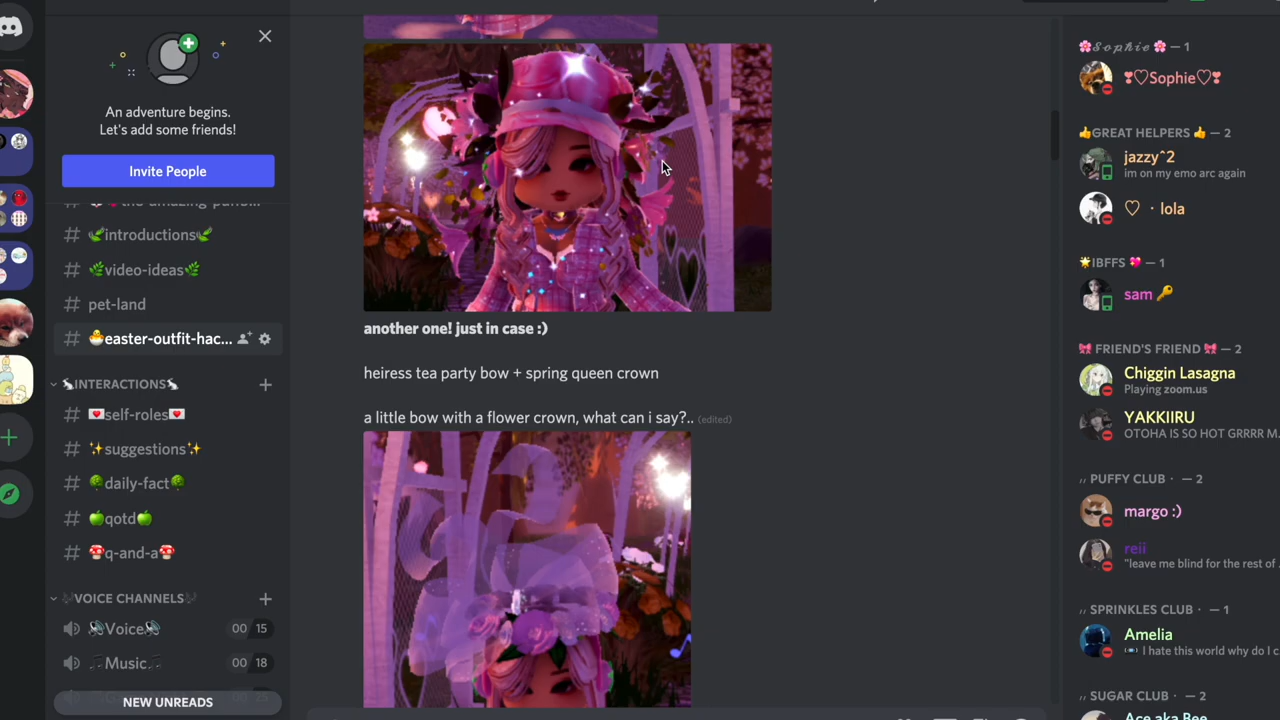 An adventure begins.
Let's add some friends!
Invite People
# 🌿introductions🌿
# 🌿video-ideas🌿
# pet-land
# 🐣easter-outfit-hac...
🐇INTERACTIONS🐇
# 💌self-roles💌
# ✨suggestions✨
# 🥦daily-fact🥦
# 🍏qotd🍏
# 🍄q-and-a🍄
VOICE CHANNELS
🔊Voice🔊 00 15
🎵Music🎵 00 18
NEW UNREADS
another one! just in case :)
heiress tea party bow + spring queen crown
a little bow with a flower crown, what can i say?.. (edited)
🌸𝓢𝓸𝓹𝓱𝓲𝓮🌸 — 1
❣♡Sophie♡❣
👍GREAT HELPERS👍 — 2
jazzy^2
im on my emo arc again
♡ · lola
🌟IBFFS 💖 — 1
sam 🔑
🎀 FRIEND'S FRIEND 🎀 — 2
Chiggin Lasagna
Playing zoom.us
YAKKIIRU
OTOHA IS SO HOT GRRRR M...
,, PUFFY CLUB · — 2
margo :)
reii
"leave me blind for the rest of
,, SPRINKLES CLUB · — 1
Amelia
I hate this world why do I c
,, SUGAR CLUB · — 2
Ace aka Bee